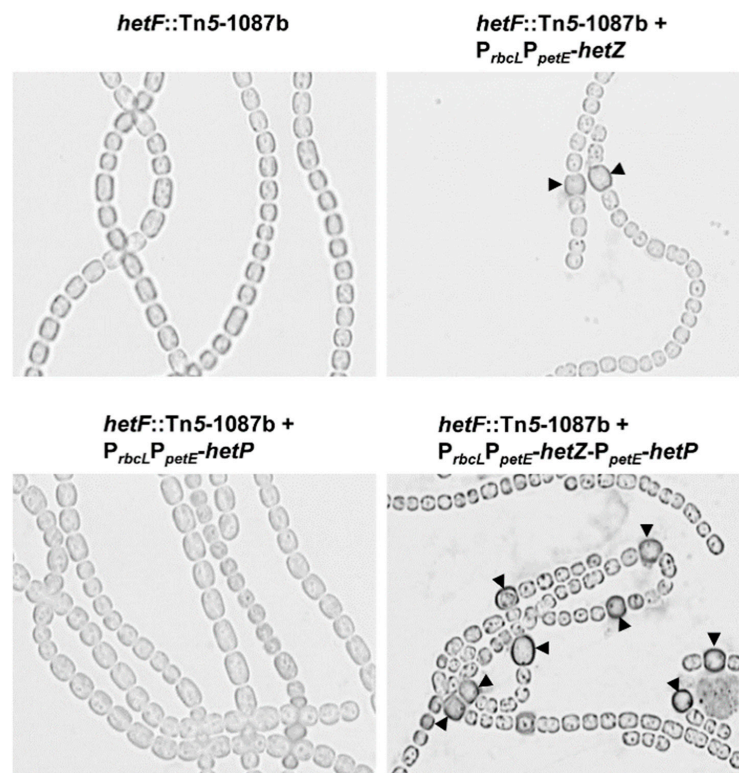 hetF::Tn5-1087b
hetF::Tn5-1087b +
PrbcLPpetE-hetZ
hetF::Tn5-1087b +
PrbcLPpetE-hetP
hetF::Tn5-1087b +
PrbcLPpetE-hetZ-PpetE-hetP